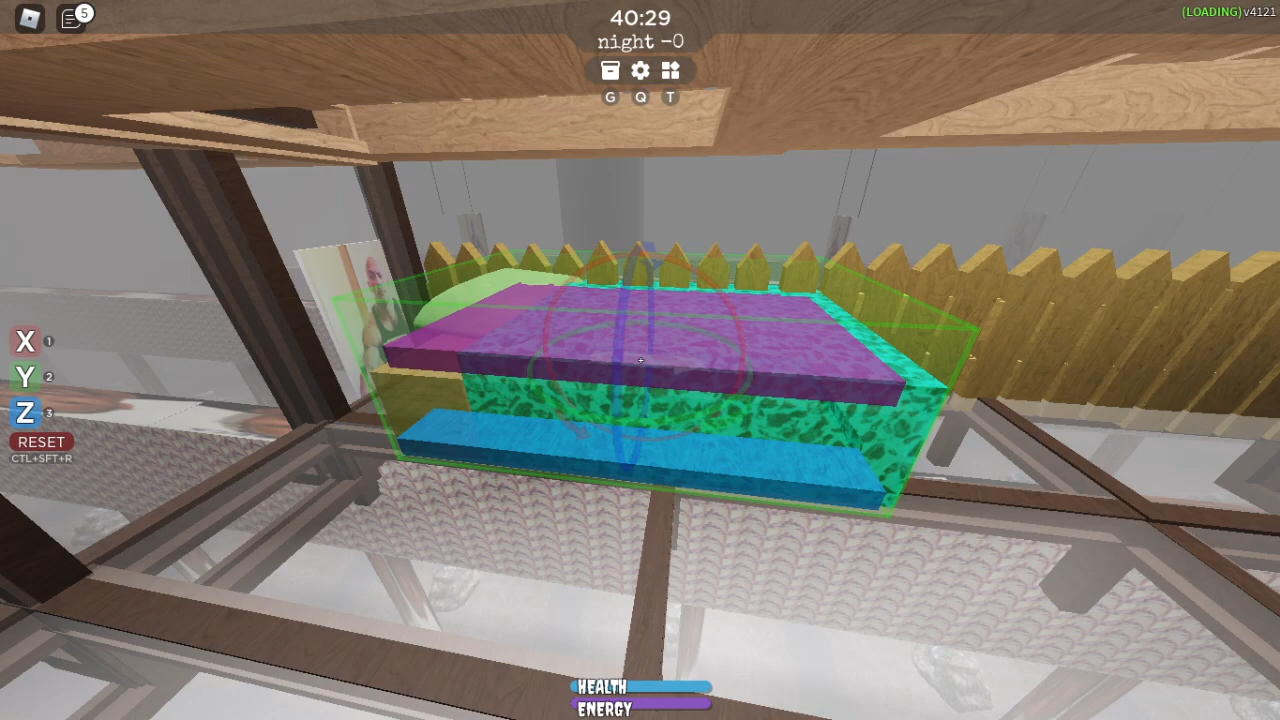 5
40:29
night -0
G Q T
(LOADING) v4121
X 1
Y 2
Z 3
RESET
CTL+SFT+R
HEALTH
ENERGY